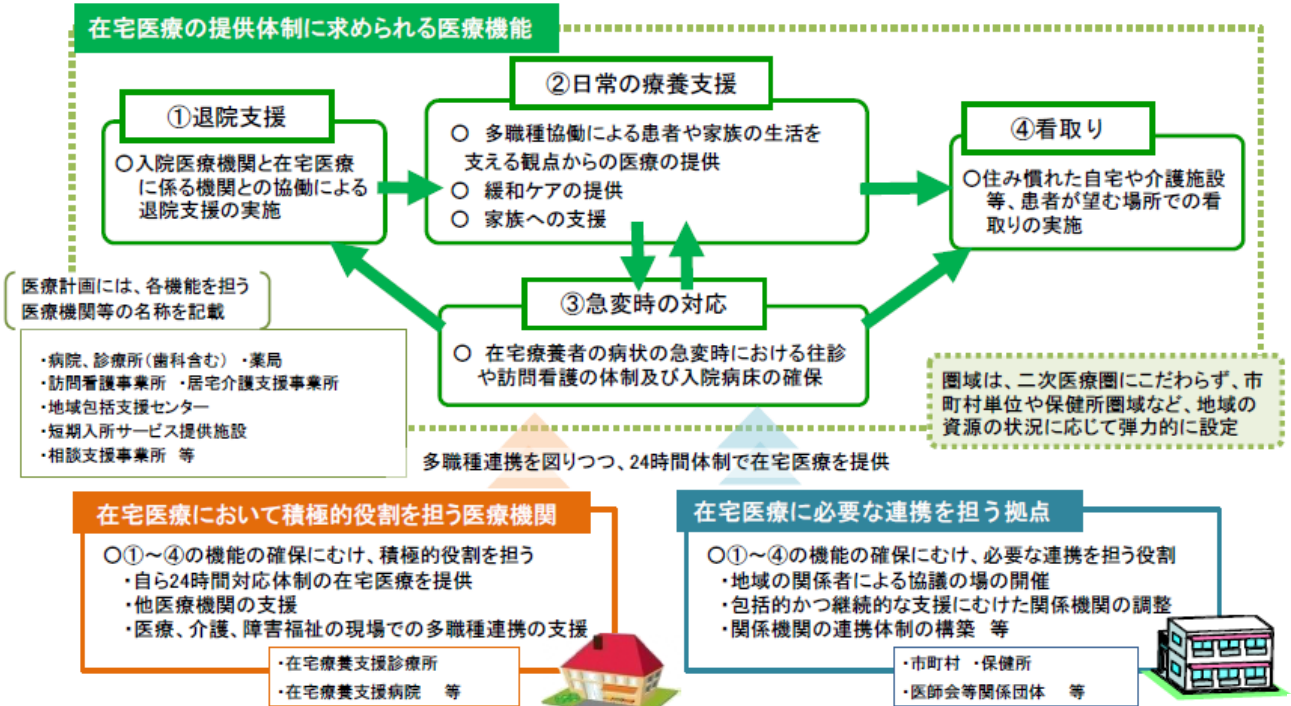 在宅医療の提供体制に求められる医療機能
①退院支援
〇入院医療機関と在宅医療
に係る機関との協働による
退院支援の実施
②日常の療養支援
〇 多職種協働による患者や家族の生活を
支える観点からの医療の提供
〇 緩和ケアの提供
〇 家族への支援
④看取り
〇住み慣れた自宅や介護施設
等、患者が望む場所での看
取りの実施
③急変時の対応
〇 在宅療養者の病状の急変時における往診
や訪問看護の体制及び入院病床の確保
医療計画には、各機能を担う
医療機関等の名称を記載
・病院、診療所(歯科含む) ・薬局
・訪問看護事業所 ・居宅介護支援事業所
・地域包括支援センター
・短期入所サービス提供施設
・相談支援事業所 等
圏域は、二次医療圏にこだわらず、市
町村単位や保健所圏域など、地域の
資源の状況に応じて弾力的に設定
多職種連携を図りつつ、24時間体制で在宅医療を提供
在宅医療において積極的役割を担う医療機関
〇①~④の機能の確保にむけ、積極的役割を担う
・自ら24時間対応体制の在宅医療を提供
・他医療機関の支援
・医療、介護、障害福祉の現場での多職種連携の支援
・在宅療養支援診療所
・在宅療養支援病院 等
在宅医療に必要な連携を担う拠点
〇①~④の機能の確保にむけ、必要な連携を担う役割
・地域の関係者による協議の場の開催
・包括的かつ継続的な支援にむけた関係機関の調整
・関係機関の連携体制の構築 等
・市町村 ・保健所
・医師会等関係団体 等